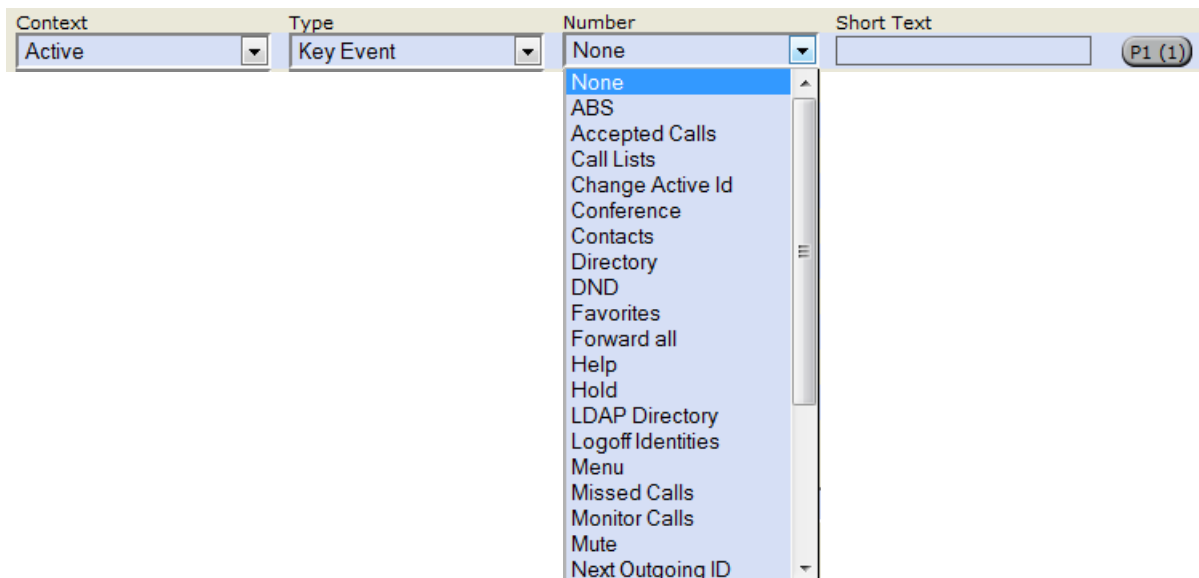 Context Type Number Short Text
Active Key Event None P1 (1)
None
ABS
Accepted Calls
Call Lists
Change Active Id
Conference
Contacts
Directory
DND
Favorites
Forward all
Help
Hold
LDAP Directory
Logoff Identities
Menu
Missed Calls
Monitor Calls
Mute
Next Outgoing ID